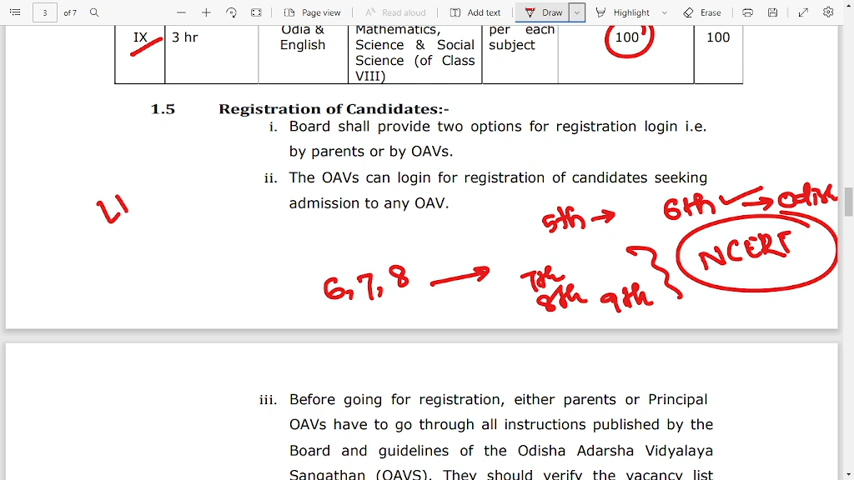 3 of 7 Page view Read aloud Add text Draw Highlight Erase
IX 3 hr Odia & English Mathematics, Science & Social Science (of Class VIII) per each subject 100 100
1.5 Registration of Candidates:-
i. Board shall provide two options for registration login i.e.
by parents or by OAVs.
ii. The OAVs can login for registration of candidates seeking
admission to any OAV.
5th → 6th →
NCERT
6, 7, 8 → 7th
8th 9th
iii. Before going for registration, either parents or Principal
OAVs have to go through all instructions published by the
Board and guidelines of the Odisha Adarsha Vidyalaya
Sangathan (OAVS). They should verify the vacancy list